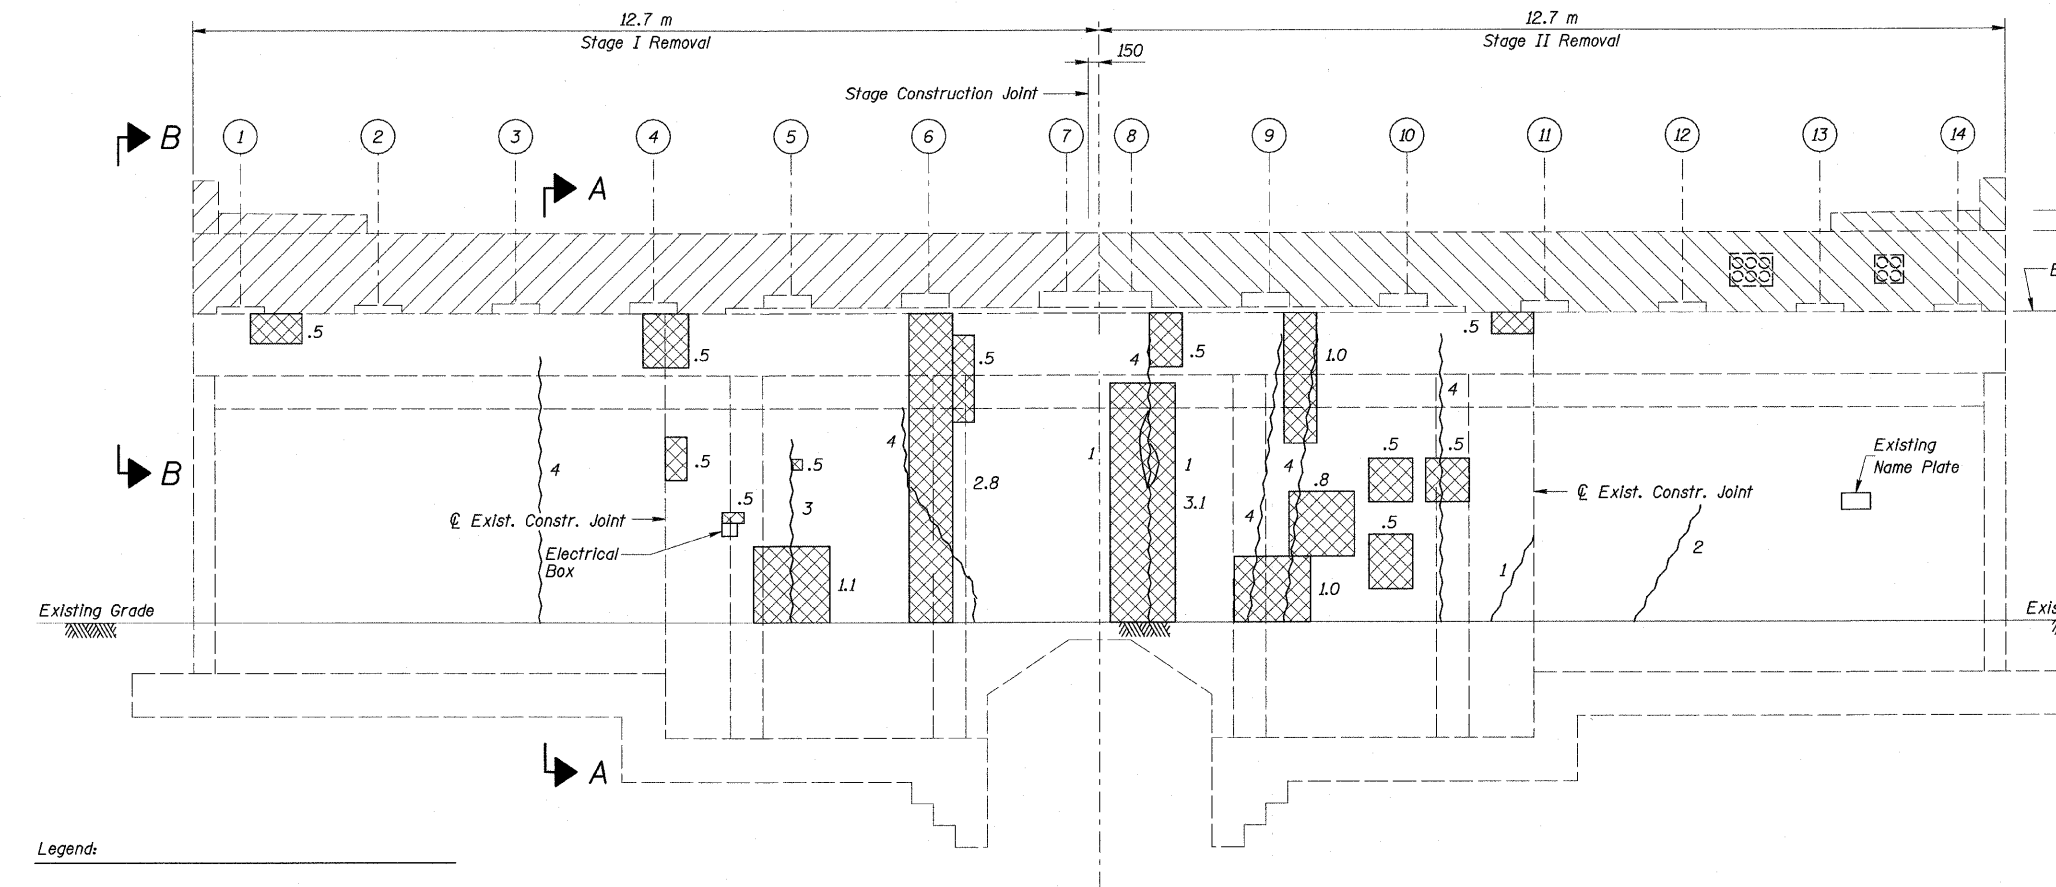 12.7 m
12.7 m
Stage I Removal
Stage II Removal
150
Stage Construction Joint
B
1
2
3
4
5
6
7
8
9
10
11
12
13
14
A
.5
.5
.5
4
.5
1.0
.5
4
4
.5
.5
4
1
1
4
.5
.5
Existing
Name Plate
B
2.8
3.1
.8
.5
3
4
℄ Exist. Constr. Joint
℄ Exist. Constr. Joint
.5
Electrical
Box
1.1
1.0
1
2
Existing Grade
A
Legend: